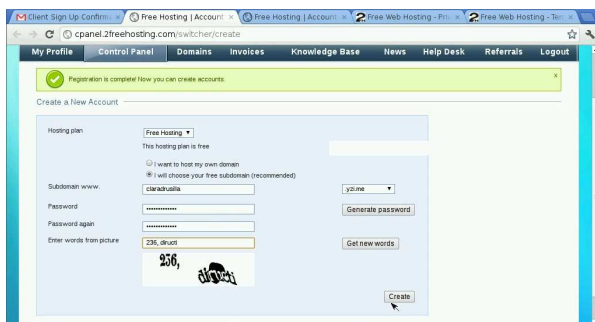 Client Sign Up Confirm
Free Hosting | Account
Free Hosting | Account
Free Web Hosting - Pri
Free Web Hosting - Ter
cpanel.2freehosting.com/switcher/create
My Profile Control Panel Domains Invoices Knowledge Base News Help Desk Referrals Logout
Registration is complete! Now you can create accounts. x
Create a New Account
Hosting plan Free Hosting
This hosting plan is free
I want to host my own domain
I will choose your free subdomain (recommended)
Subdomain www. claradrusilla .yzi.me
Password ************* Generate password
Password again *************
Enter words from picture 236, diructi Get new words
236, diructi
Create